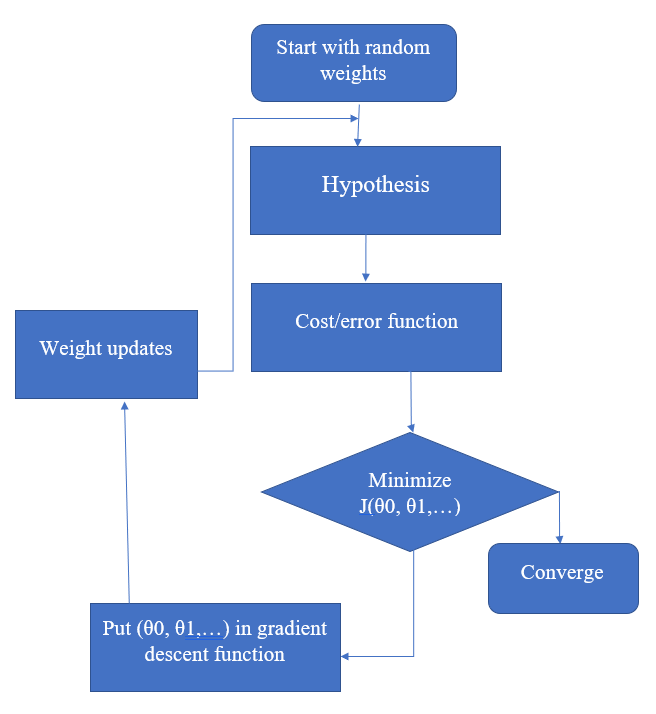 Start with random
weights
Hypothesis
Cost/error function
Weight updates
Minimize
J(θ0, θ1,…)
Converge
Put (θ0, θ1,…) in gradient
descent function